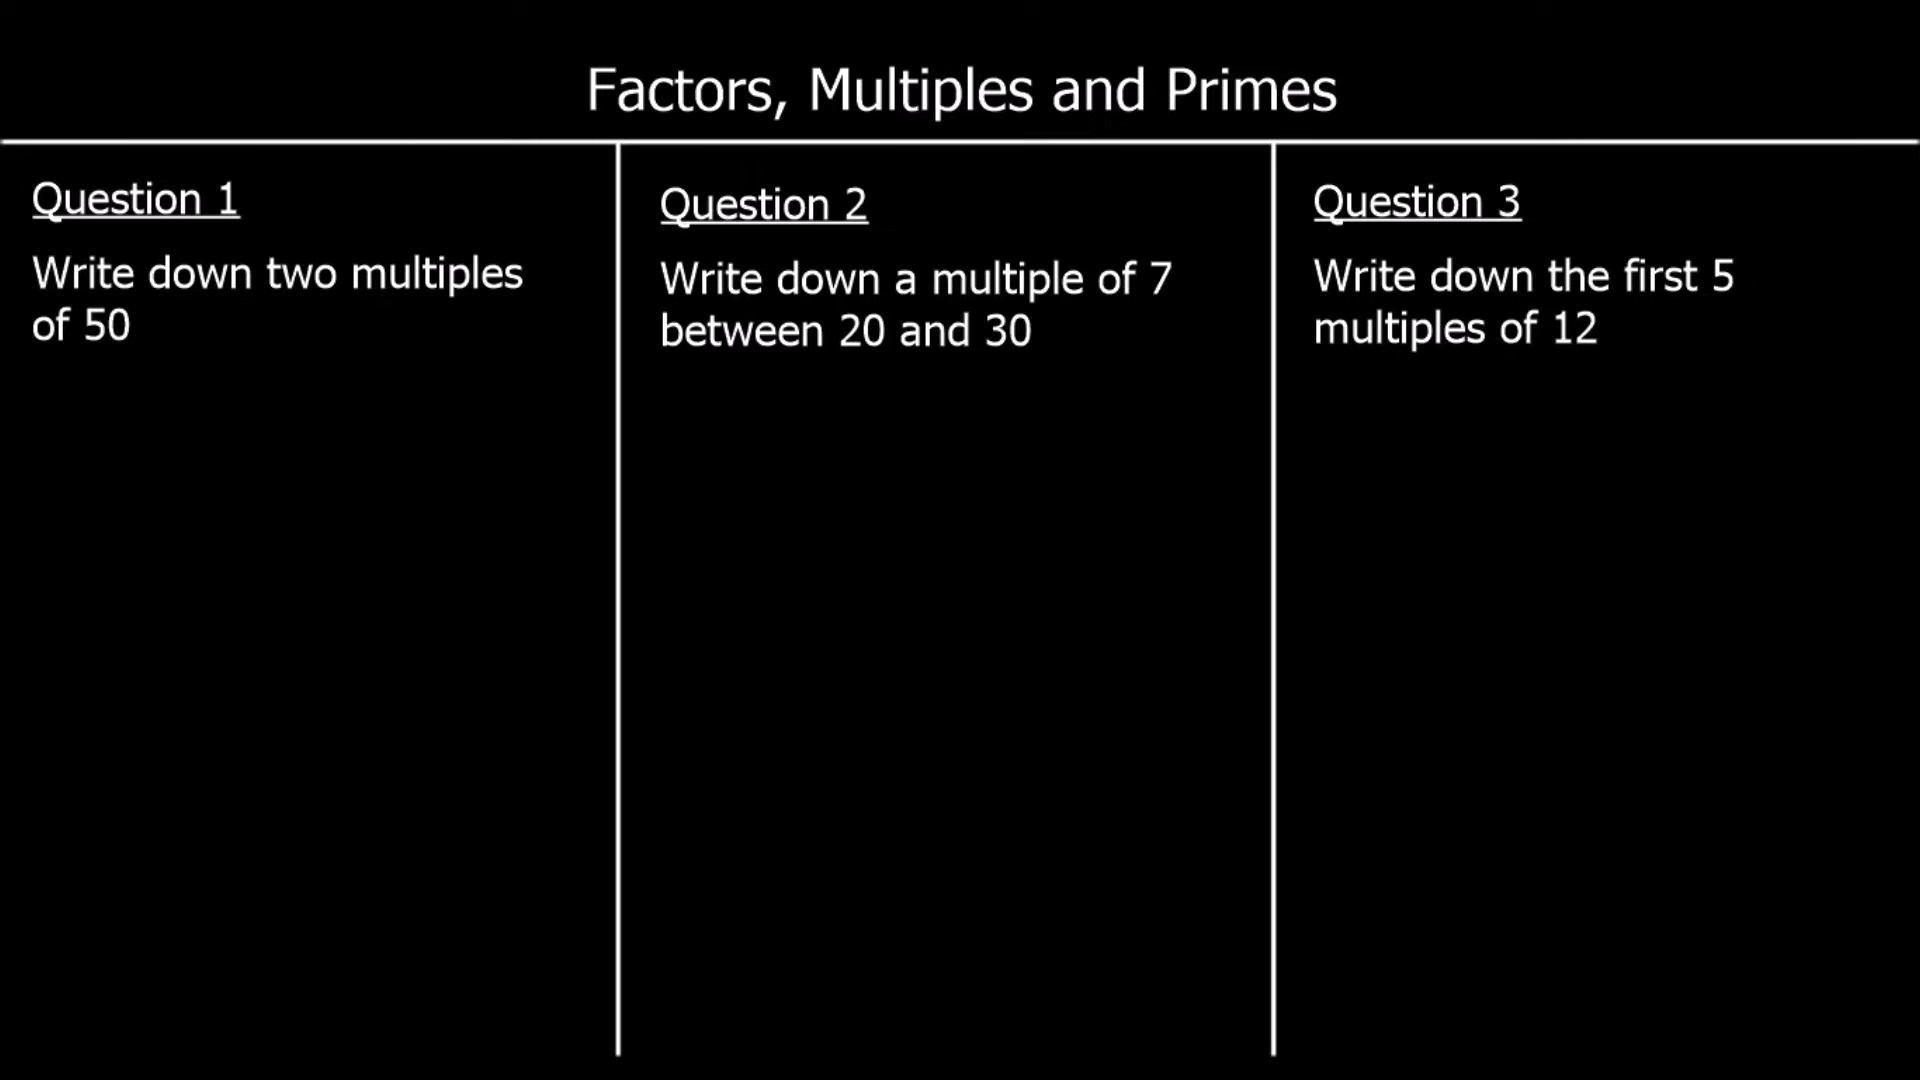 Factors, Multiples and Primes
Question 1
Write down two multiples
of 50
Question 2
Write down a multiple of 7
between 20 and 30
Question 3
Write down the first 5
multiples of 12